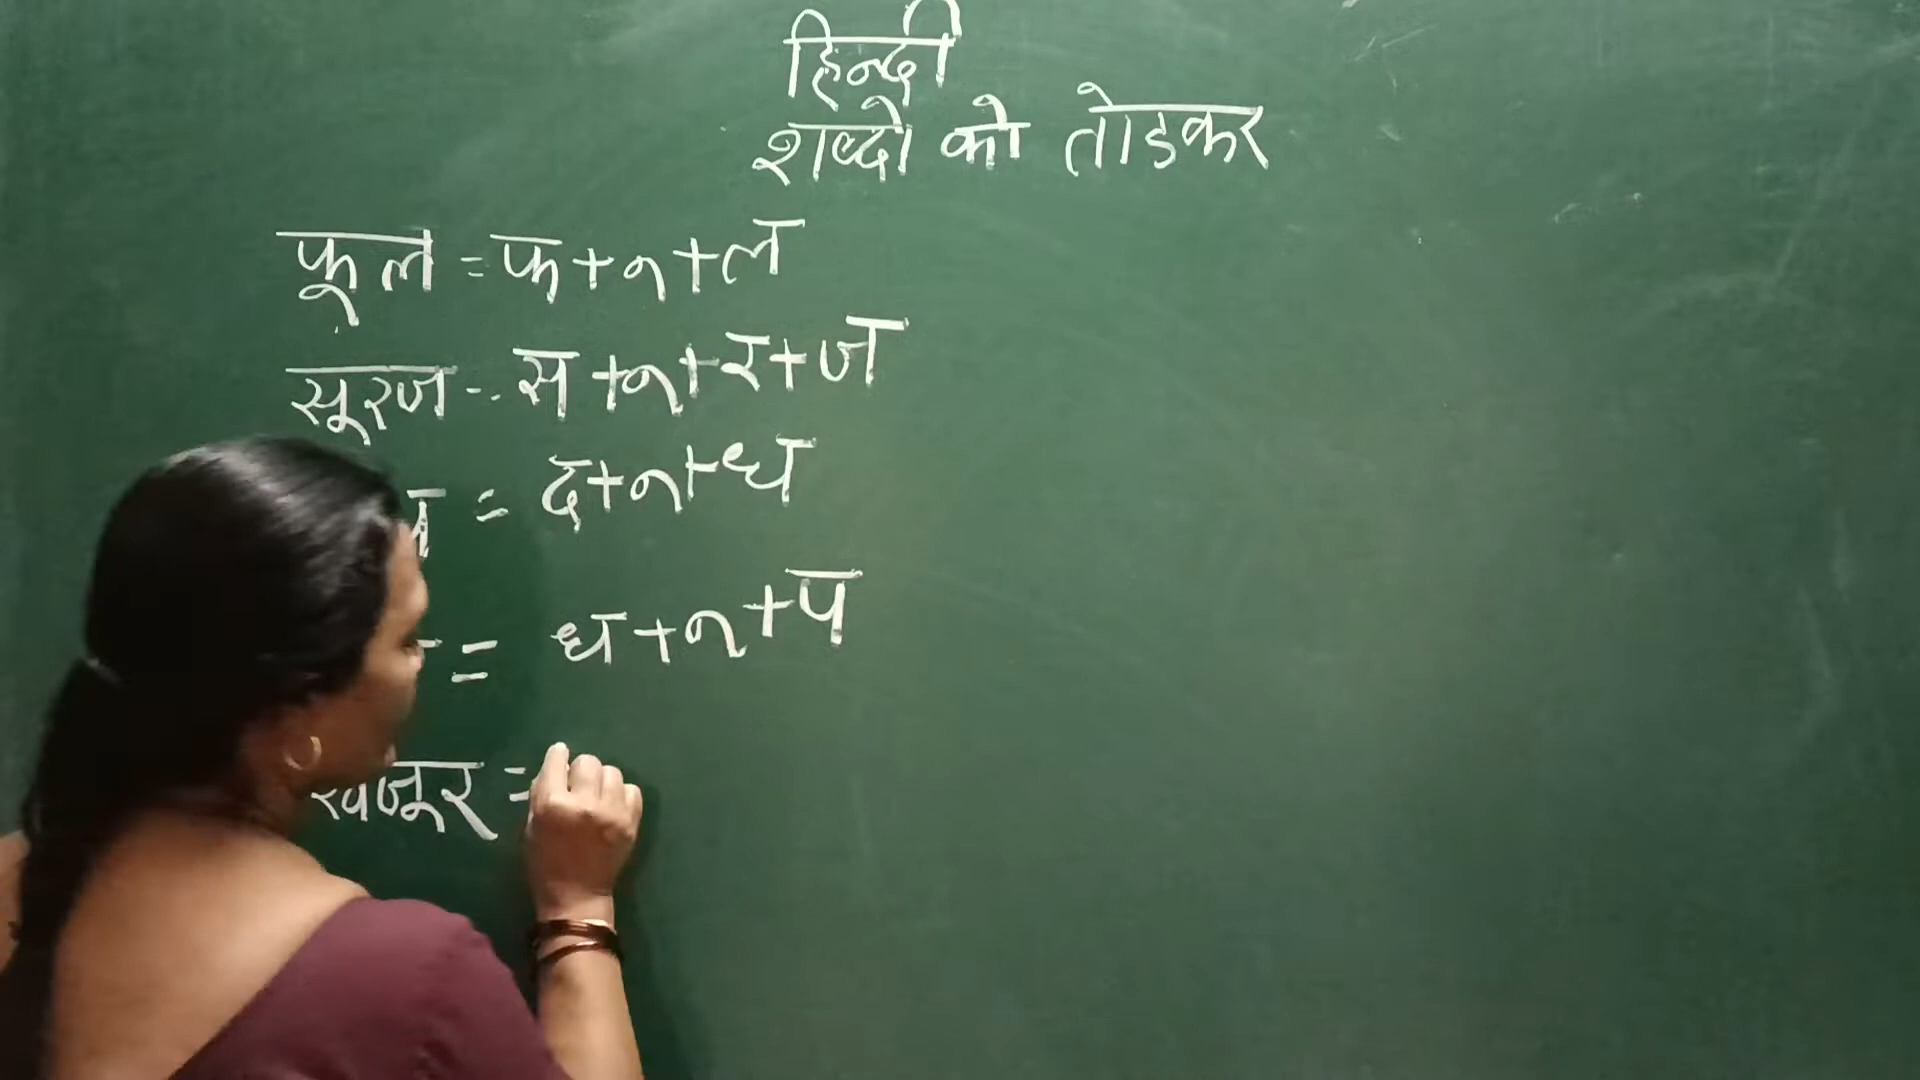 हिन्दी
शब्दो को तोडकर
फूल = फ + ू + ल
सूरज = स + ू + र + ज
= द + ू + ध
= ध + ू + प
खजूर =